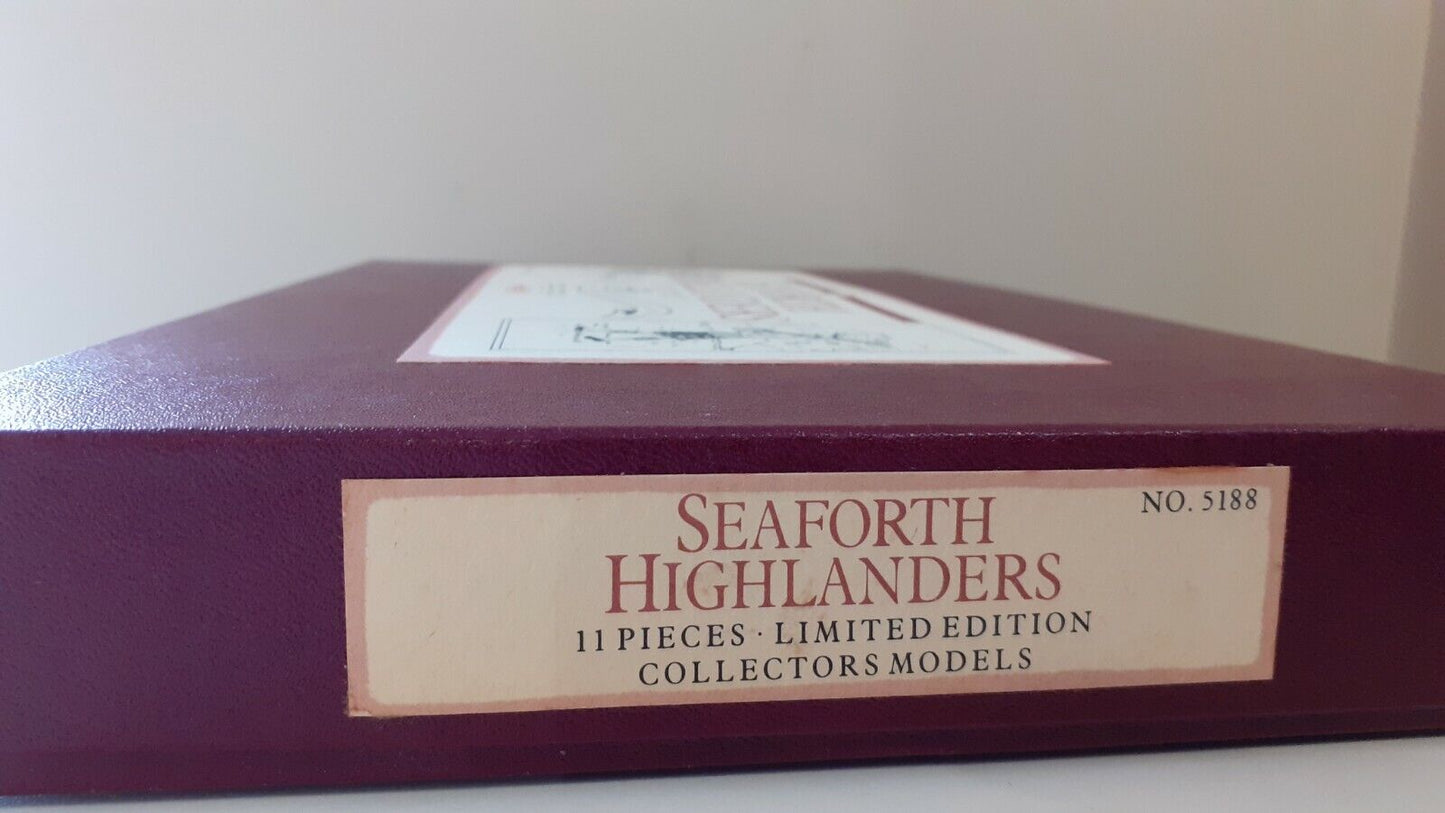 SEAFORTH
HIGHLANDERS
NO. 5188
11 PIECES · LIMITED EDITION
COLLECTORS MODELS